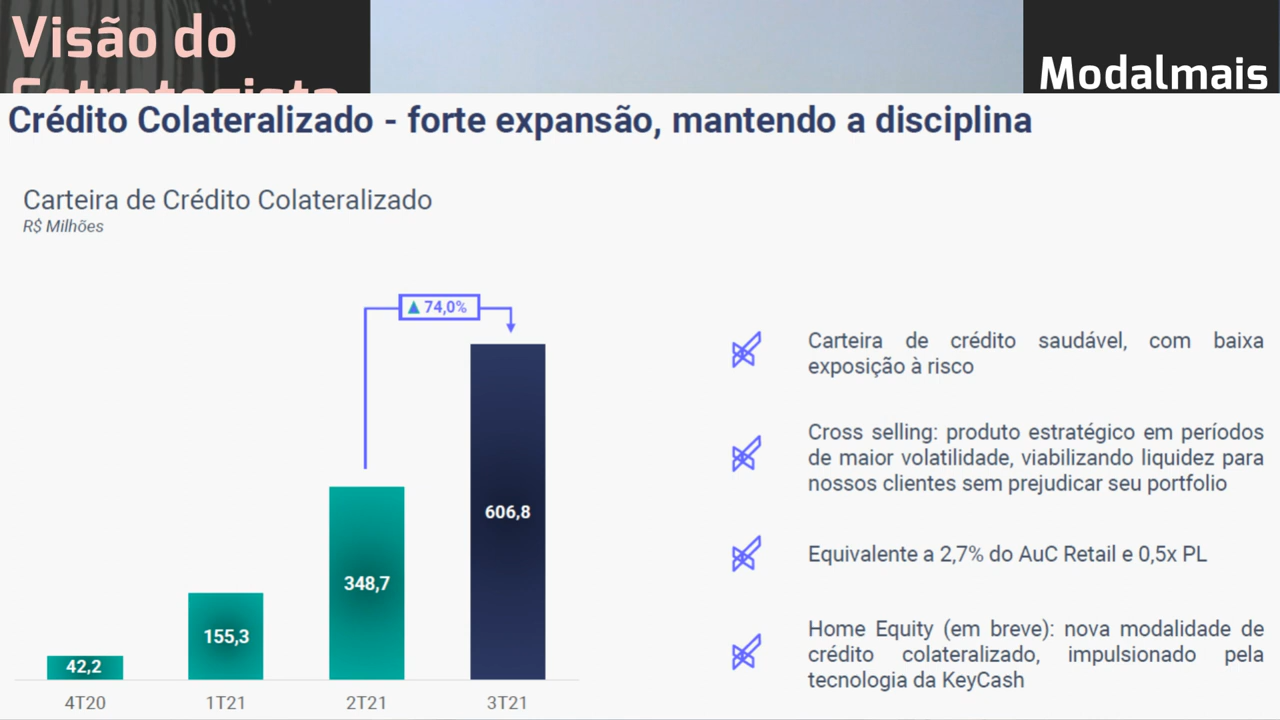 Visão do
Estrategista
Modalmais
Crédito Colateralizado - forte expansão, mantendo a disciplina
Carteira de Crédito Colateralizado
R$ Milhões
74,0%
42,2
155,3
348,7
606,8
4T20
1T21
2T21
3T21
Carteira de crédito saudável, com baixa
exposição à risco
Cross selling: produto estratégico em períodos
de maior volatilidade, viabilizando liquidez para
nossos clientes sem prejudicar seu portfolio
Equivalente a 2,7% do AuC Retail e 0,5x PL
Home Equity (em breve): nova modalidade de
crédito colateralizado, impulsionado pela
tecnologia da KeyCash